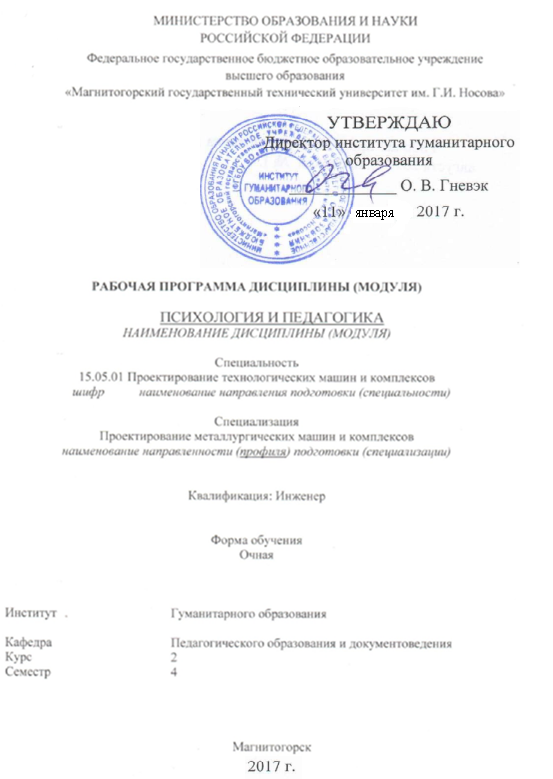 МИНИСТЕРСТВО ОБРАЗОВАНИЯ И НАУКИ
РОССИЙСКОЙ ФЕДЕРАЦИИ
Федеральное государственное бюджетное образовательное учреждение
высшего образования
«Магнитогорский государственный технический университет им. Г.И. Носова»
УТВЕРЖДАЮ
Директор института гуманитарного
образования
О. В. Гневэк
«11» января 2017 г.
ИНСТИТУТ
ГУМАНИТАРНОГО
ОБРАЗОВАНИЯ
РАБОЧАЯ ПРОГРАММА ДИСЦИПЛИНЫ (МОДУЛЯ)
ПСИХОЛОГИЯ И ПЕДАГОГИКА
НАИМЕНОВАНИЕ ДИСЦИПЛИНЫ (МОДУЛЯ)
Специальность
15.05.01 Проектирование технологических машин и комплексов
шифр наименование направления подготовки (специальности)
Специализация
Проектирование металлургических машин и комплексов
наименование направленности (профиля) подготовки (специализации)
Квалификация: Инженер
Форма обучения
Очная
Институт . Гуманитарного образования
Кафедра Педагогического образования и документоведения
Курс 2
Семестр 4
Магнитогорск
2017 г.